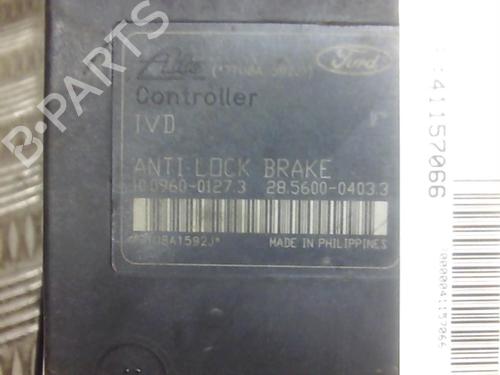 Ate
Ford
Controller
IVD
ANTI LOCK BRAKE
10.0960-0127.3 28.5600-0403.3
MADE IN PHILIPPINES
B-PARTS
41157066